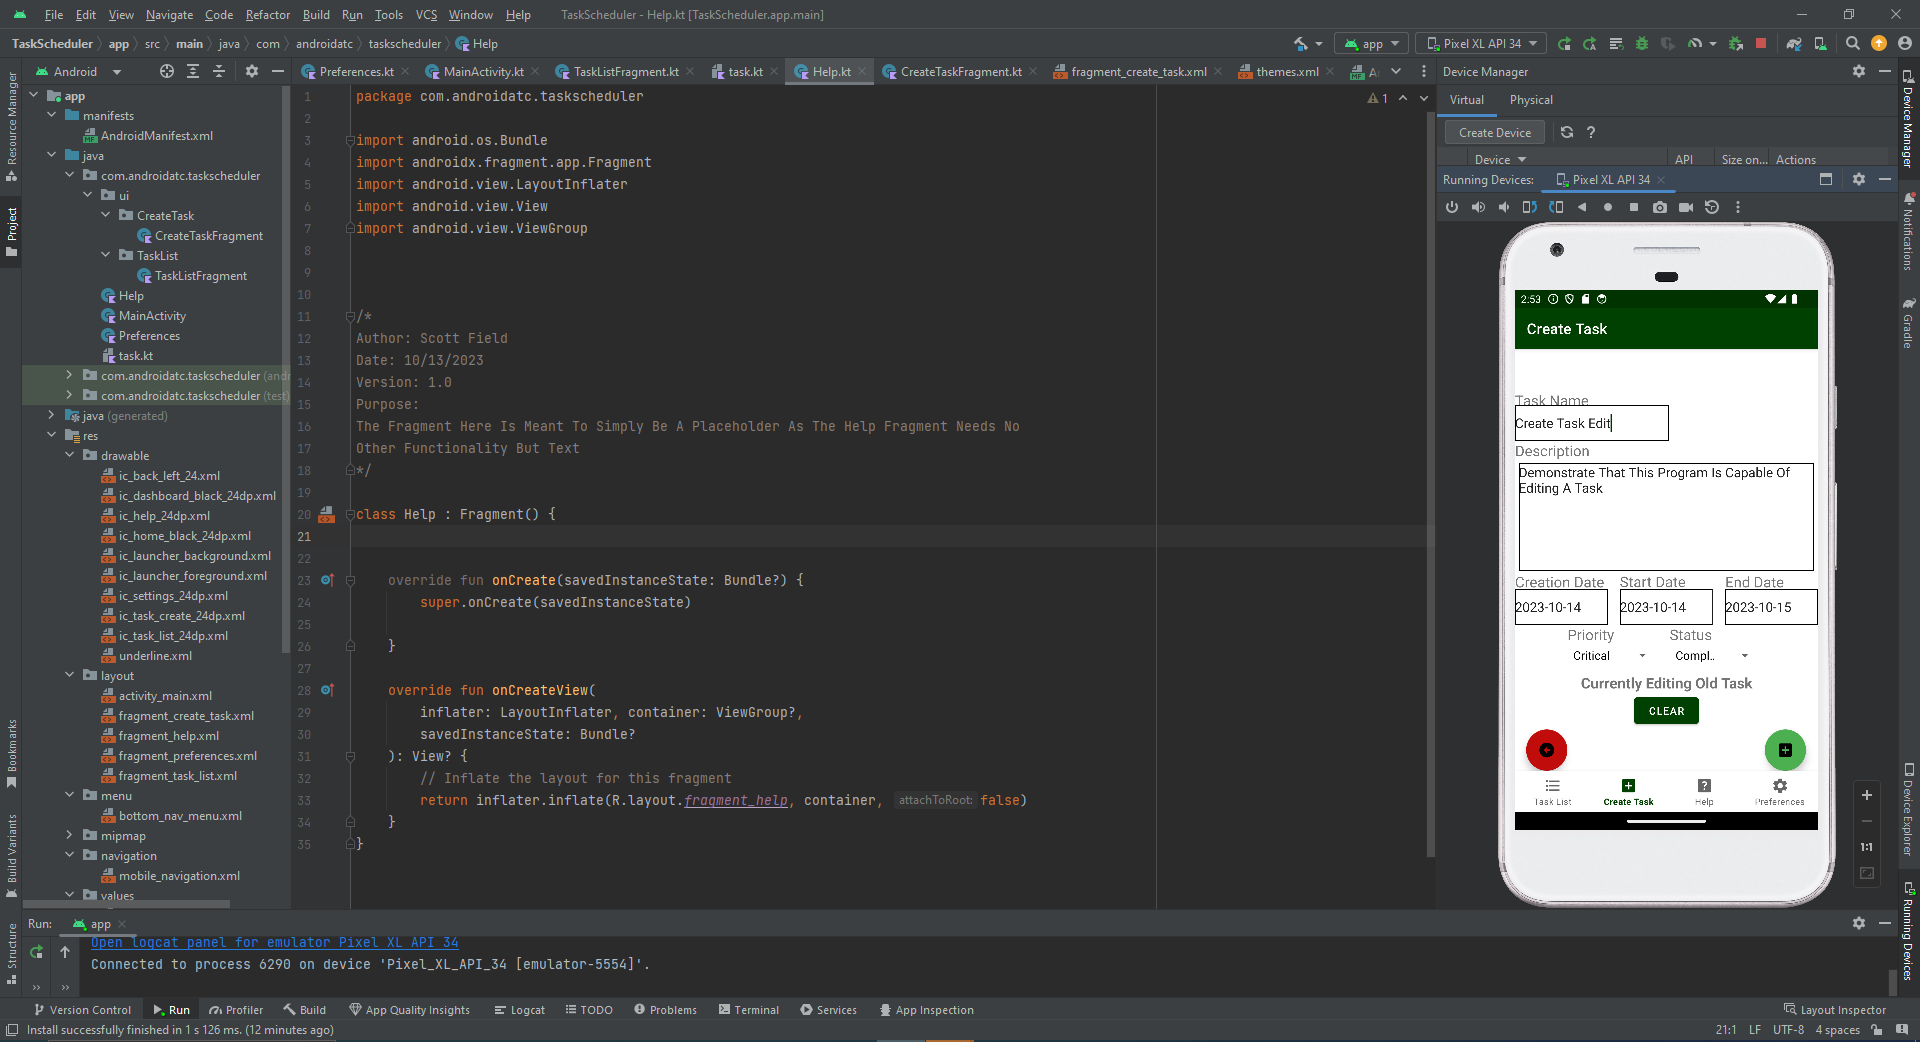 File Edit View Navigate Code Refactor Build Run Tools VCS Window Help TaskScheduler - Help.kt [TaskScheduler.app.main]
TaskScheduler app src main java com androidatc taskscheduler Help
app Pixel XL API 34
Android
Preferences.kt MainActivity.kt TaskListFragment.kt task.kt Help.kt CreateTaskFragment.kt fragment_create_task.xml themes.xml
Resource Manager
Project
Bookmarks
Build Variants
Structure
app
manifests
AndroidManifest.xml
java
com.androidatc.taskscheduler
ui
CreateTask
CreateTaskFragment
TaskList
TaskListFragment
Help
MainActivity
Preferences
task.kt
com.androidatc.taskscheduler (andr
com.androidatc.taskscheduler (test)
java (generated)
res
drawable
ic_back_left_24.xml
ic_dashboard_black_24dp.xml
ic_help_24dp.xml
ic_home_black_24dp.xml
ic_launcher_background.xml
ic_launcher_foreground.xml
ic_settings_24dp.xml
ic_task_create_24dp.xml
ic_task_list_24dp.xml
underline.xml
layout
activity_main.xml
fragment_create_task.xml
fragment_help.xml
fragment_preferences.xml
fragment_task_list.xml
menu
bottom_nav_menu.xml
mipmap
navigation
mobile_navigation.xml
values
1 package com.androidatc.taskscheduler
2
3 import android.os.Bundle
4 import androidx.fragment.app.Fragment
5 import android.view.LayoutInflater
6 import android.view.View
7 import android.view.ViewGroup
8
9
10
11 /*
12 Author: Scott Field
13 Date: 10/13/2023
14 Version: 1.0
15 Purpose:
16 The Fragment Here Is Meant To Simply Be A Placeholder As The Help Fragment Needs No
17 Other Functionality But Text
18 */
19
20 class Help : Fragment() {
21
22
23 override fun onCreate(savedInstanceState: Bundle?) {
24 super.onCreate(savedInstanceState)
25
26 }
27
28 override fun onCreateView(
29 inflater: LayoutInflater, container: ViewGroup?,
30 savedInstanceState: Bundle?
31 ): View? {
32 // Inflate the layout for this fragment
33 return inflater.inflate(R.layout.fragment_help, container, attachToRoot: false)
34 }
35 }
1
Device Manager
Virtual Physical
Create Device ?
Device API Size on... Actions
Running Devices: Pixel XL API 34
2:53
Create Task
Task Name
Create Task Edit
Description
Demonstrate That This Program Is Capable Of
Editing A Task
Creation Date Start Date End Date
2023-10-14 2023-10-14 2023-10-15
Priority Status
Critical Compl..
Currently Editing Old Task
CLEAR
Task List Create Task Help Preferences
1:1
Device Manager
Notifications
Gradle
Device Explorer
Running Devices
Run: app
Open logcat panel for emulator Pixel XL API 34
Connected to process 6290 on device 'Pixel_XL_API_34 [emulator-5554]'.
Version Control Run Profiler Build App Quality Insights Logcat TODO Problems Terminal Services App Inspection Layout Inspector
Install successfully finished in 1 s 126 ms. (12 minutes ago) 21:1 LF UTF-8 4 spaces